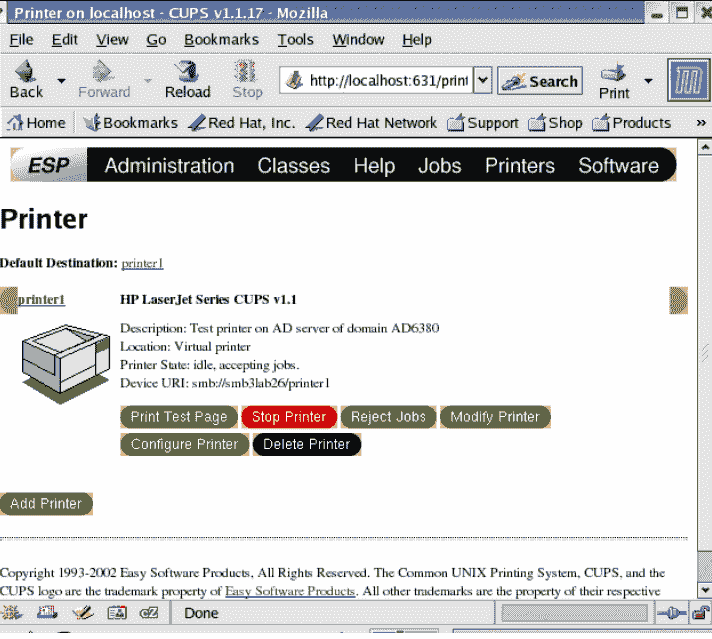 Printer on localhost - CUPS v1.1.17 - Mozilla
File Edit View Go Bookmarks Tools Window Help
Back Forward Reload Stop http://localhost:631/print Search Print
Home Bookmarks Red Hat, Inc. Red Hat Network Support Shop Products »
ESP Administration Classes Help Jobs Printers Software
Printer
Default Destination: printer1
printer1 HP LaserJet Series CUPS v1.1
Description: Test printer on AD server of domain AD6380
Location: Virtual printer
Printer State: idle, accepting jobs.
Device URI: smb://smb3lab26/printer1
Print Test Page Stop Printer Reject Jobs Modify Printer
Configure Printer Delete Printer
Add Printer
Copyright 1993-2002 Easy Software Products, All Rights Reserved. The Common UNIX Printing System, CUPS, and the
CUPS logo are the trademark property of Easy Software Products. All other trademarks are the property of their respective
Done